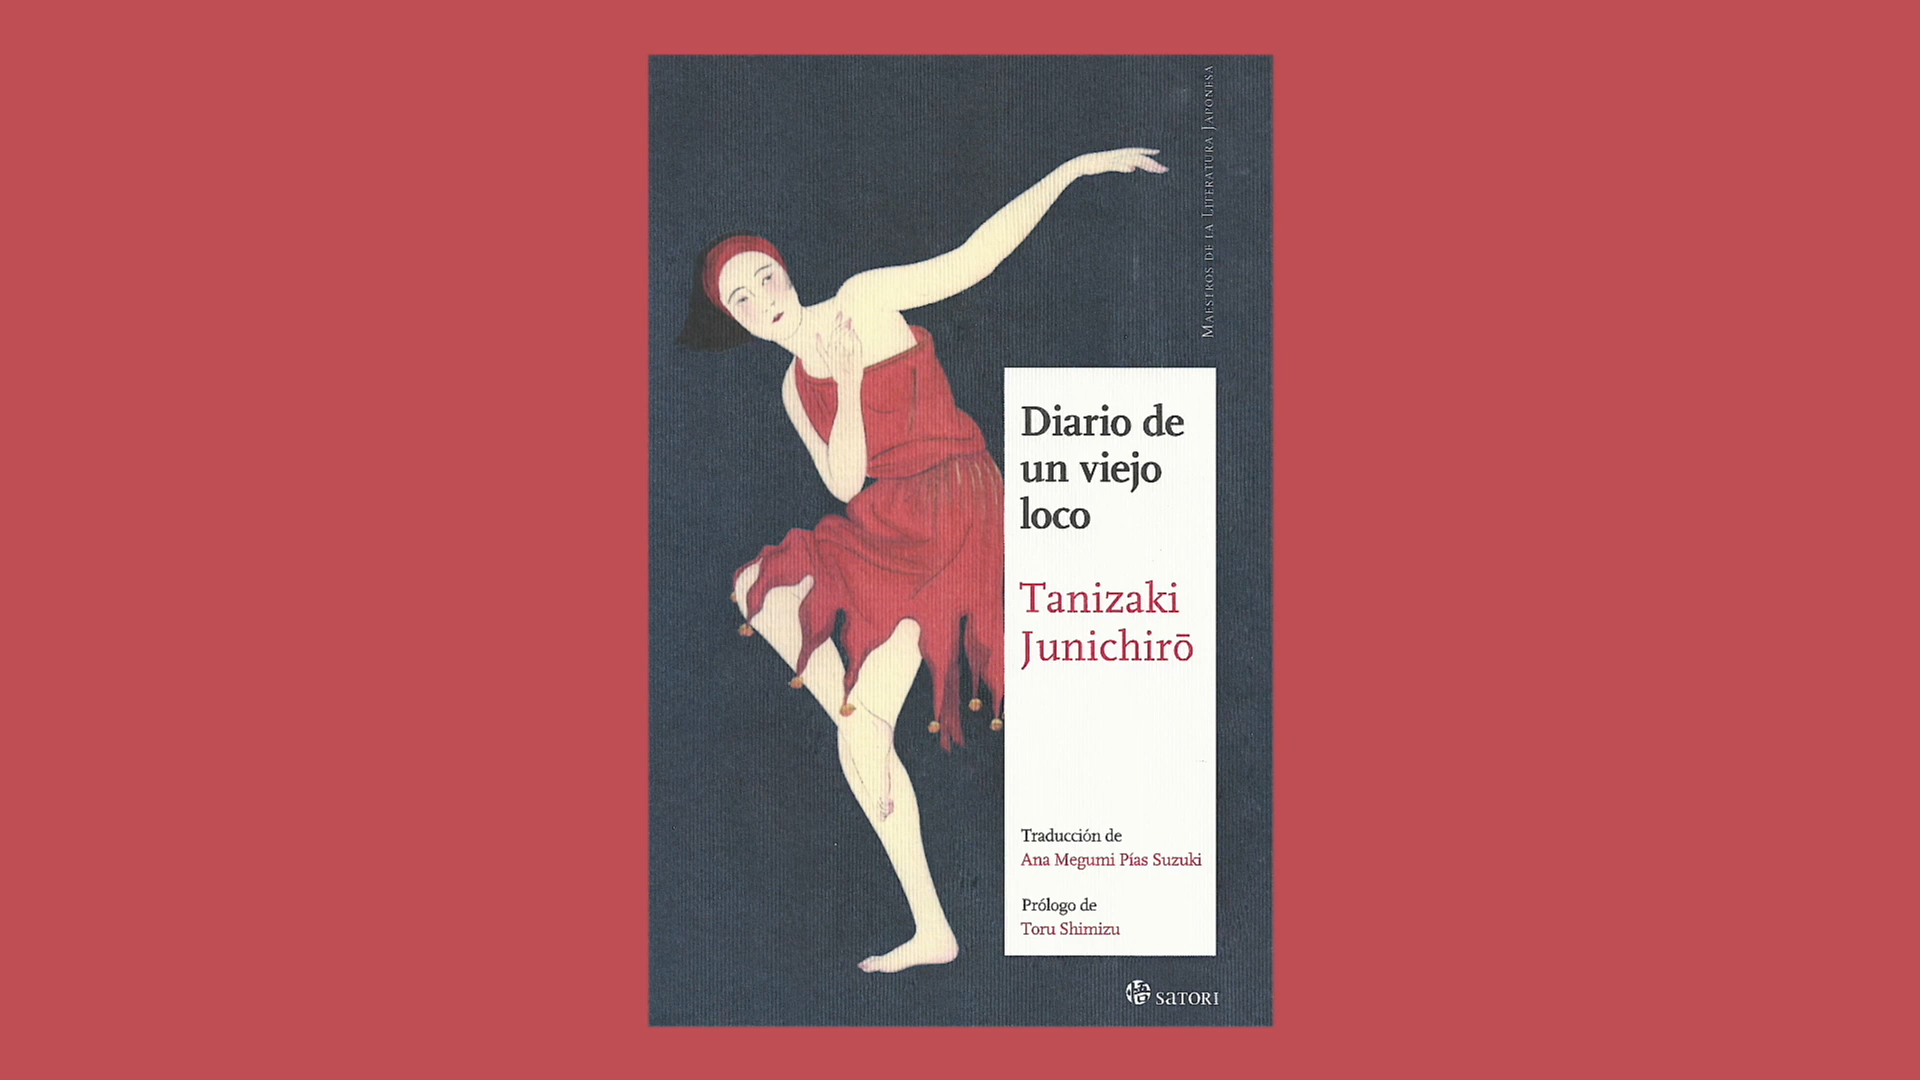 Maestros de la Literatura Japonesa
Diario de
un viejo
loco
Tanizaki
Junichirō
Traducción de
Ana Megumi Pías Suzuki
Prólogo de
Toru Shimizu
悟 SATORI